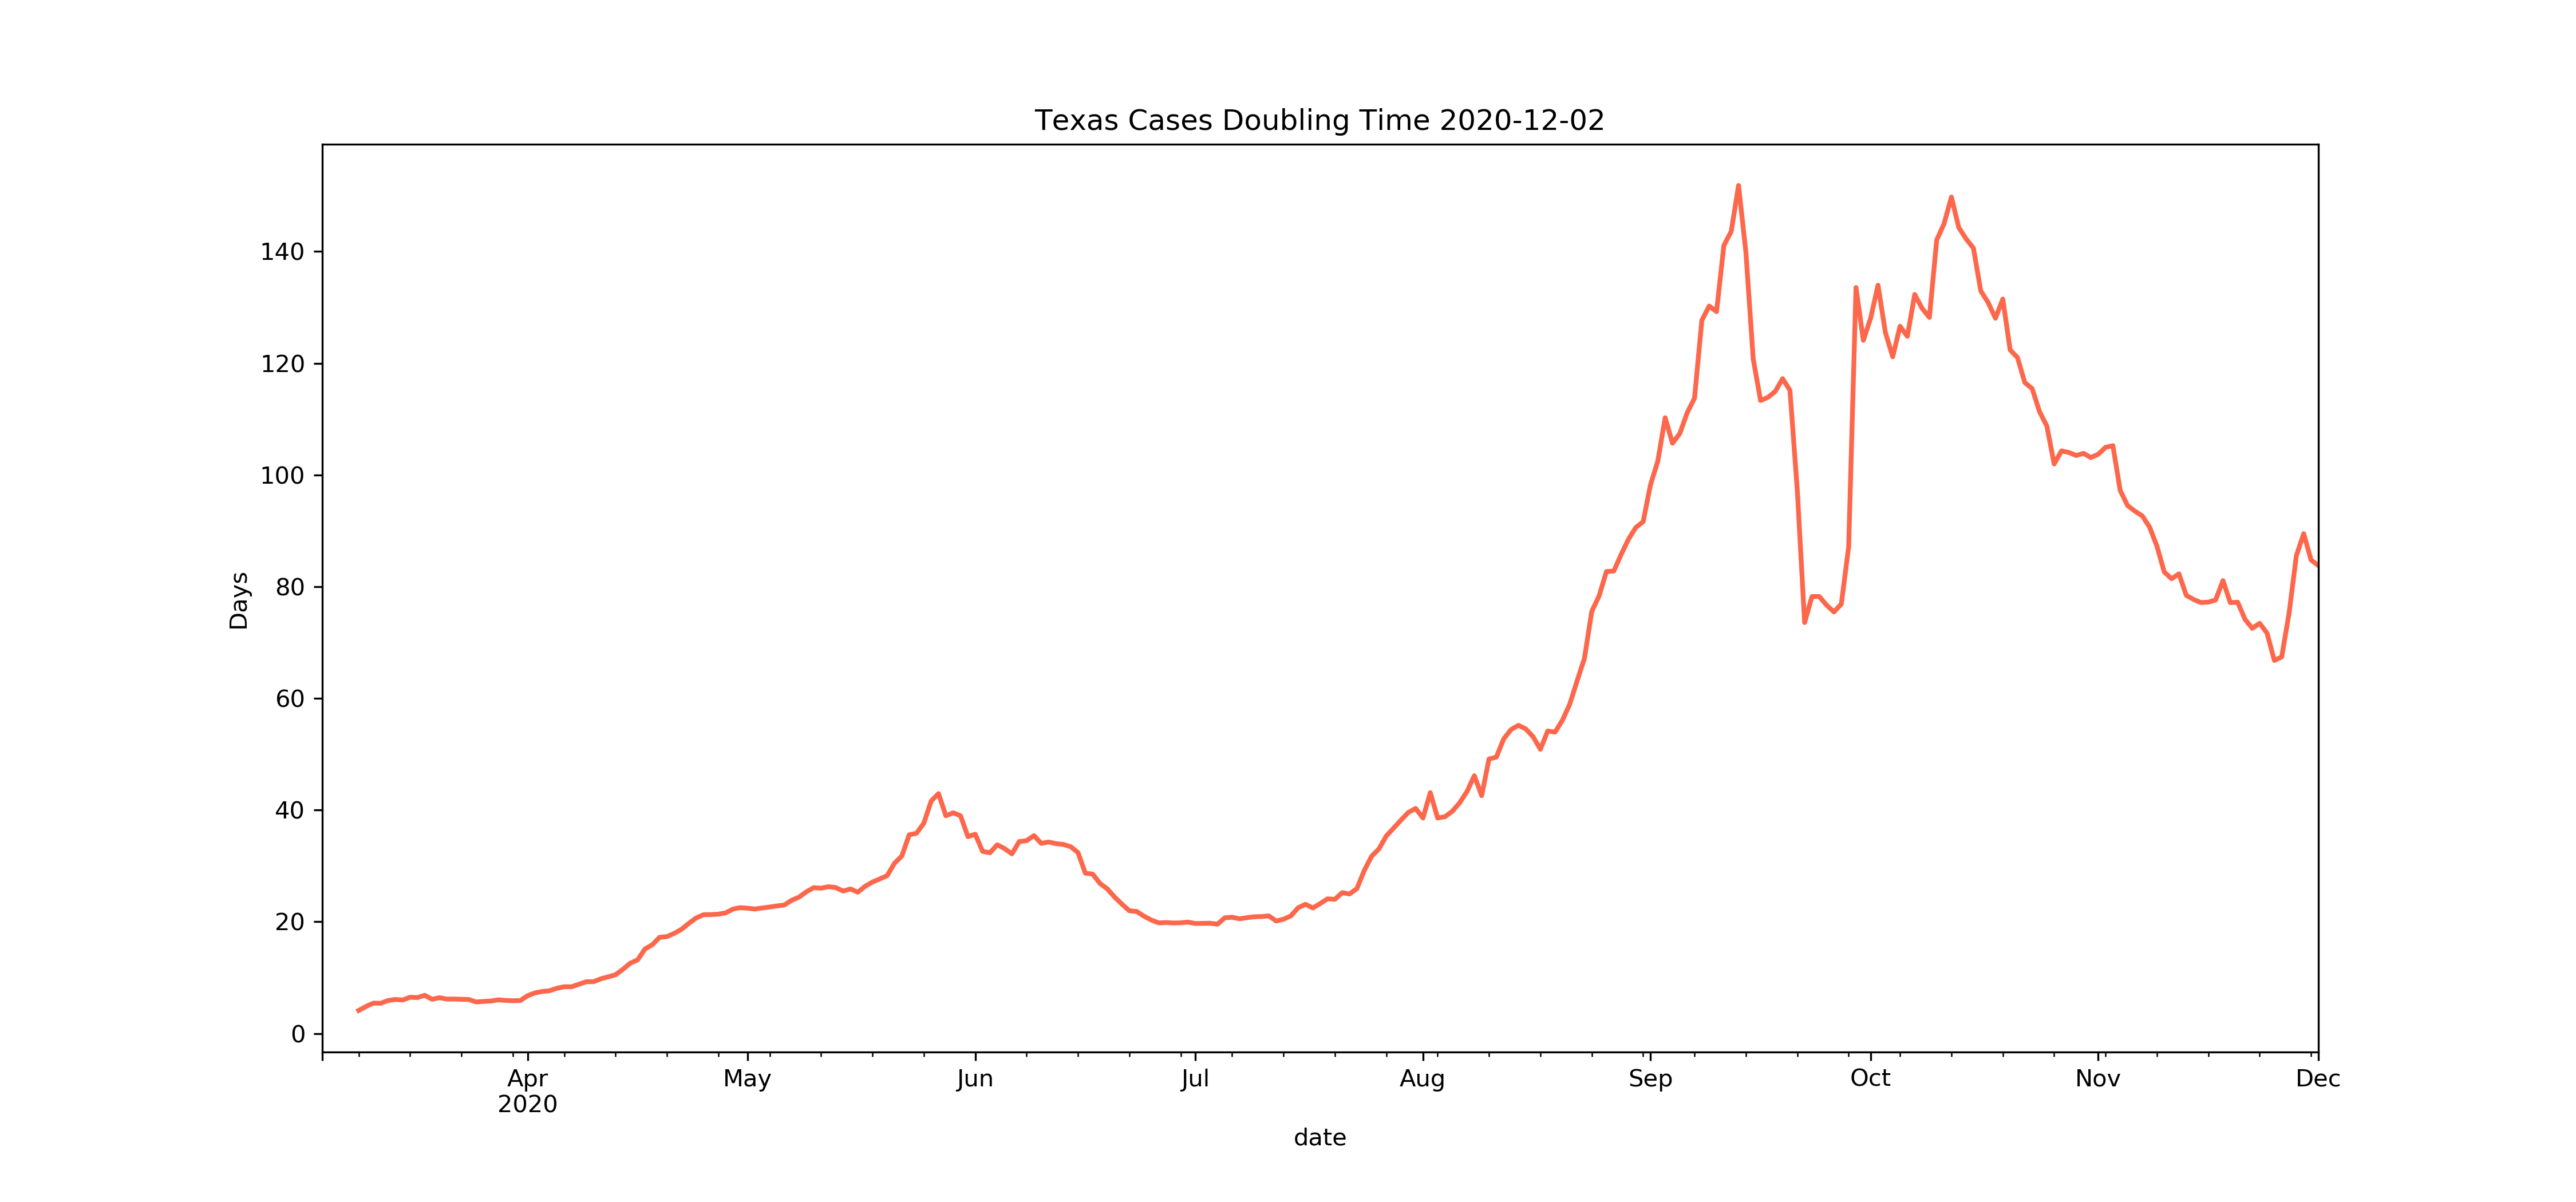 Texas Cases Doubling Time 2020-12-02
140
120
100
80
60
40
20
0
Days
Apr May Jun Jul Aug Sep Oct Nov Dec
2020
date